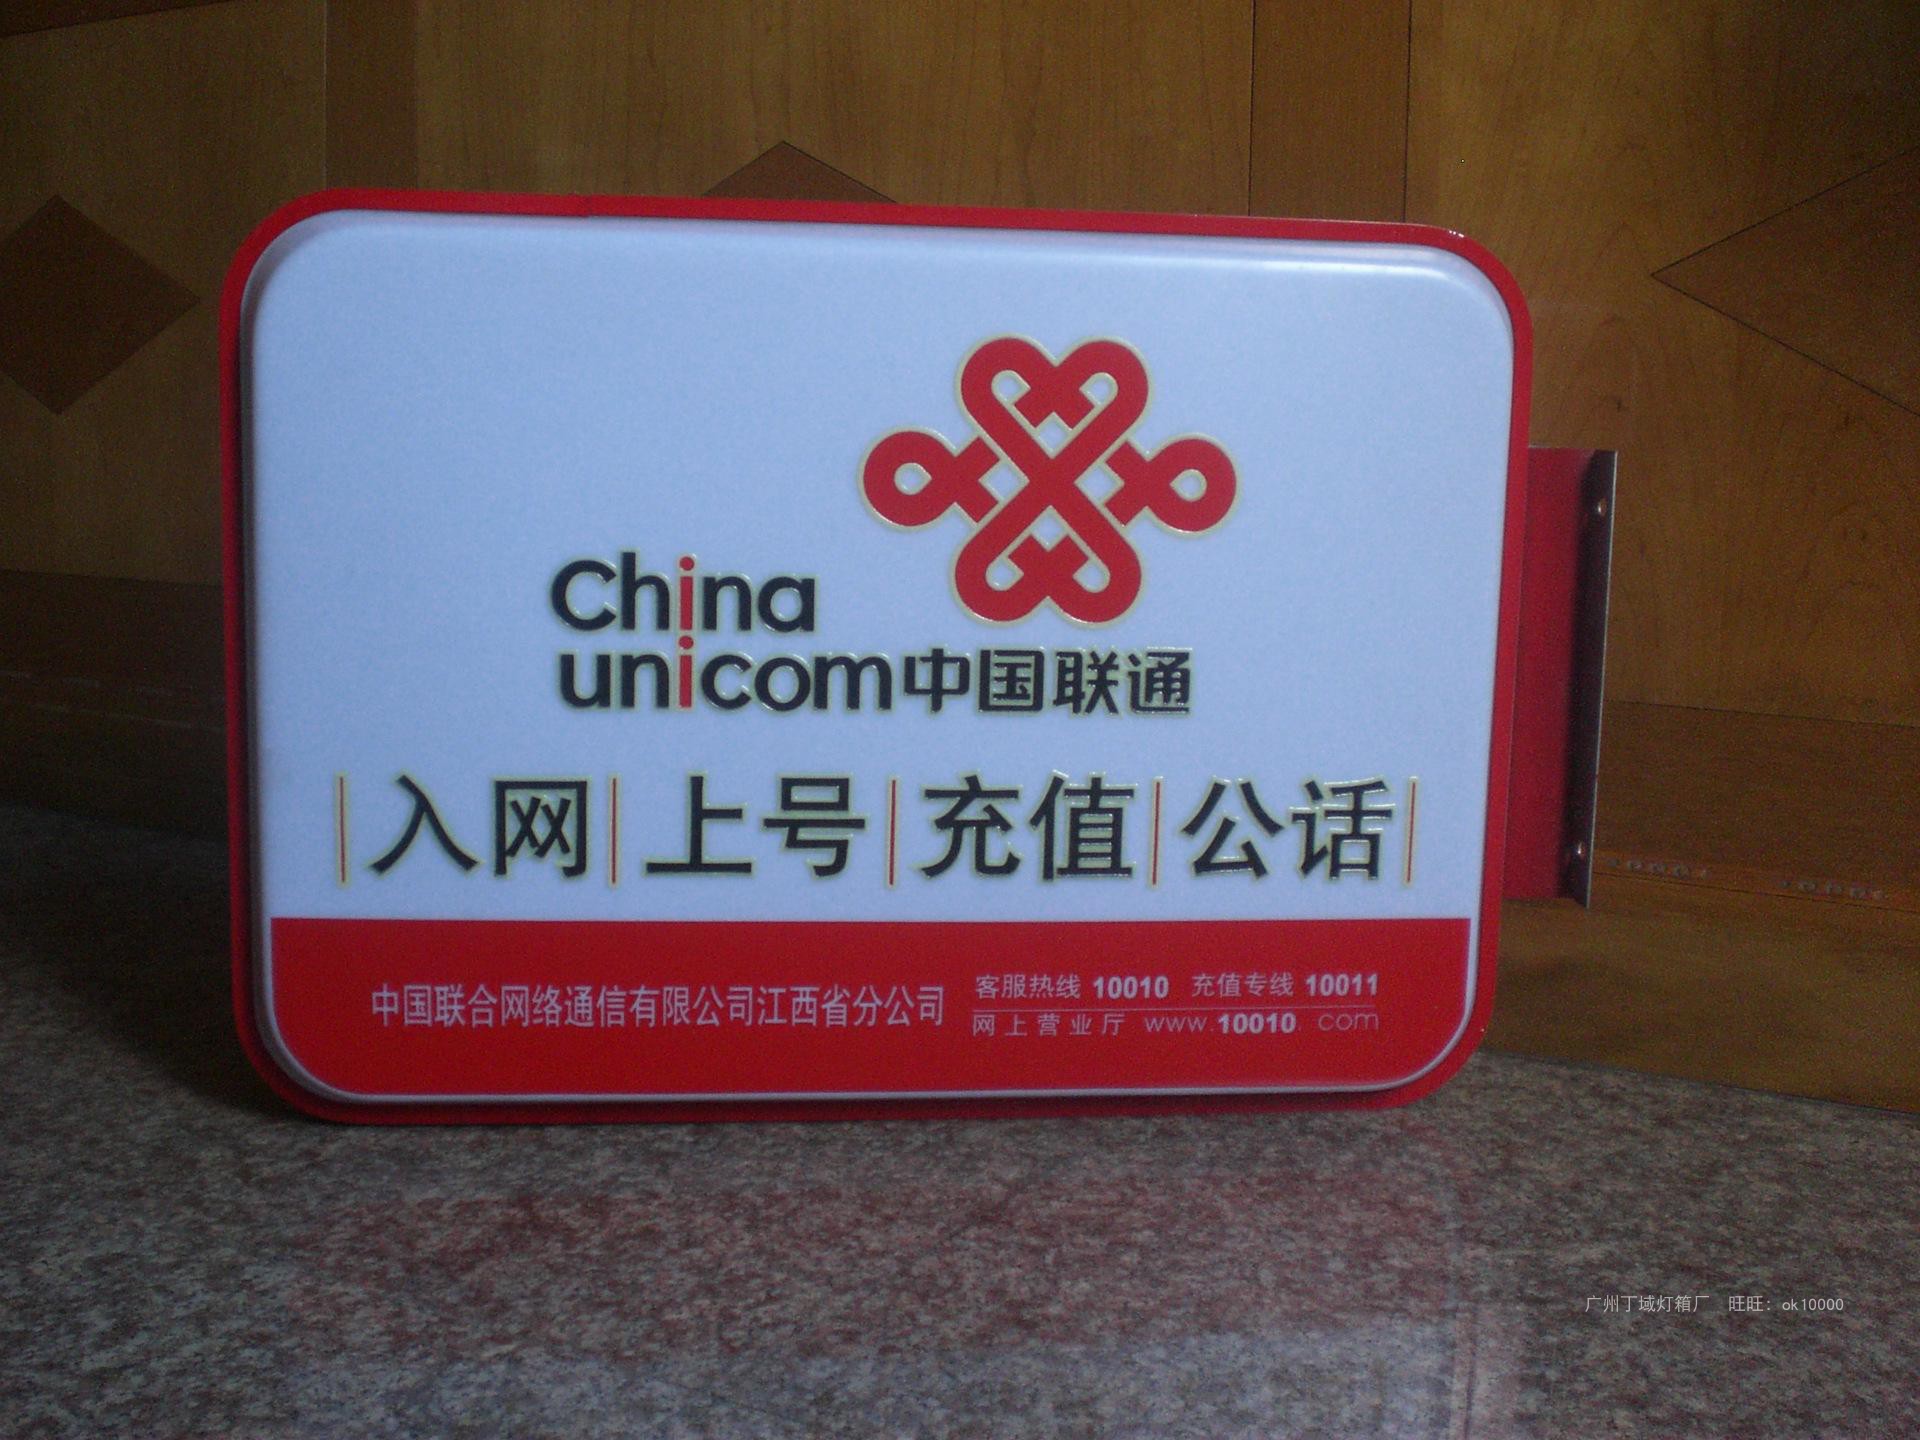 China
unicom中国联通
入网 上号 充值 公话
中国联合网络通信有限公司江西省分公司
客服热线 10010 充值专线 10011
网上营业厅 www.10010.com
广州丁域灯箱厂 旺旺：ok10000